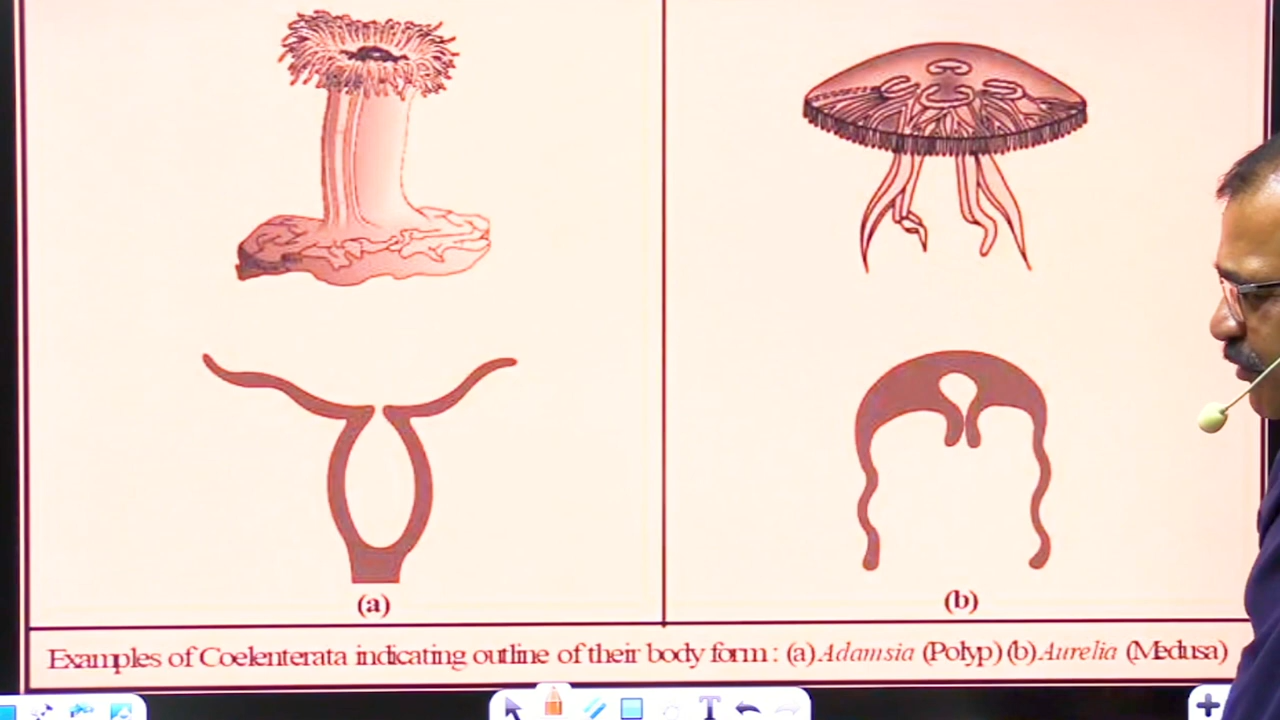 (a)
(b)
Examples of Coelenterata indicating outline of their body form : (a) Adamsia (Polyp) (b) Aurelia (Medusa)
T